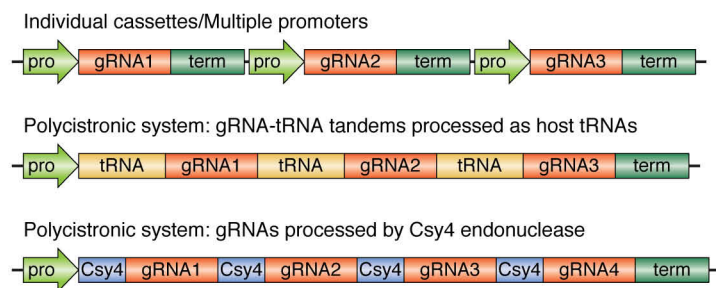 Individual cassettes/Multiple promoters
pro gRNA1 term pro gRNA2 term pro gRNA3 term
Polycistronic system: gRNA-tRNA tandems processed as host tRNAs
pro tRNA gRNA1 tRNA gRNA2 tRNA gRNA3 term
Polycistronic system: gRNAs processed by Csy4 endonuclease
pro Csy4 gRNA1 Csy4 gRNA2 Csy4 gRNA3 Csy4 gRNA4 term